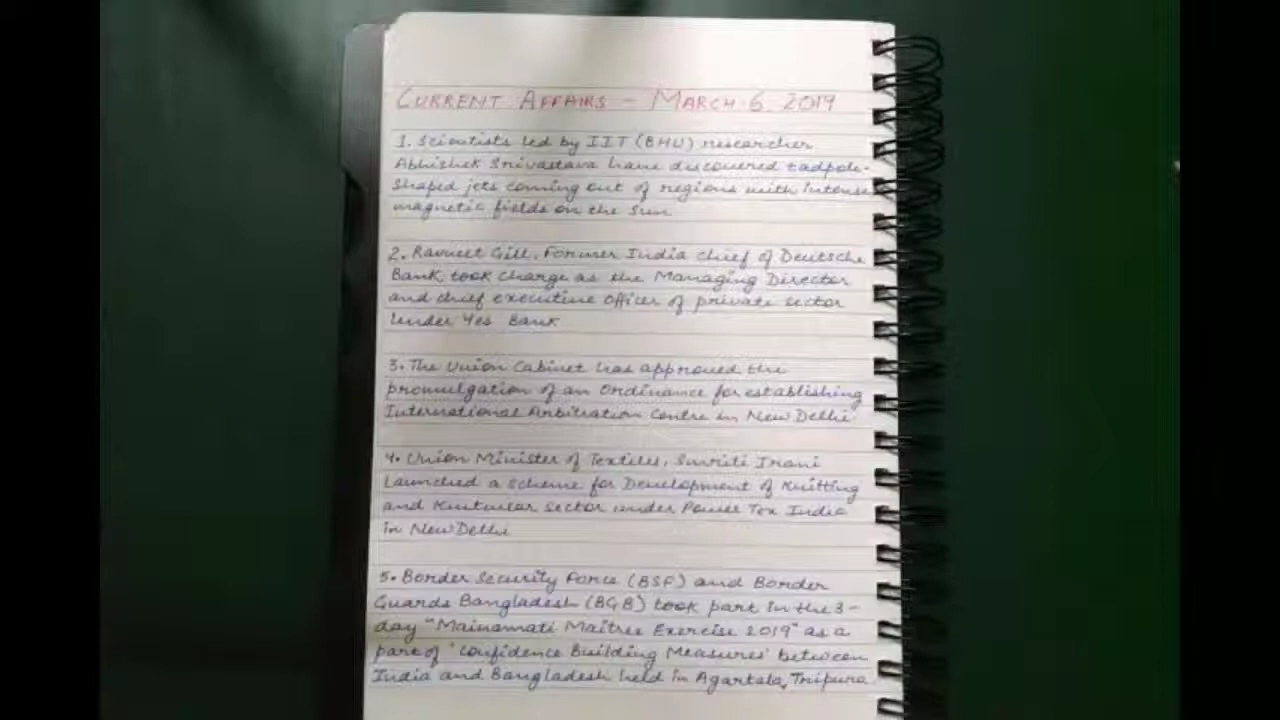 CURRENT AFFAIRS - MARCH 6, 2019
1. Scientists led by IIT (BHU) researcher
Abhishek Srivastava have discovered tadpole-
shaped jets coming out of regions with intense
magnetic fields on the Sun
2. Ravneet Gill, Former India chief of Deutsche
Bank, took charge as the Managing Director
and chief executive officer of private sector
lender Yes Bank
3. The Union Cabinet has approved the
promulgation of an Ordinance for establishing
International Arbitration Centre in New Delhi
4. Union Minister of Textiles, Smriti Irani
Launched a scheme for Development of Knitting
and Knitwear sector under Power Tex India
in New Delhi
5. Border Security Force (BSF) and Border
Guards Bangladesh (BGB) took part in the 3-
day "Mainamati Maitree Exercise 2019" as a
part of 'Confidence Building Measures' between
India and Bangladesh held in Agartala, Tripura